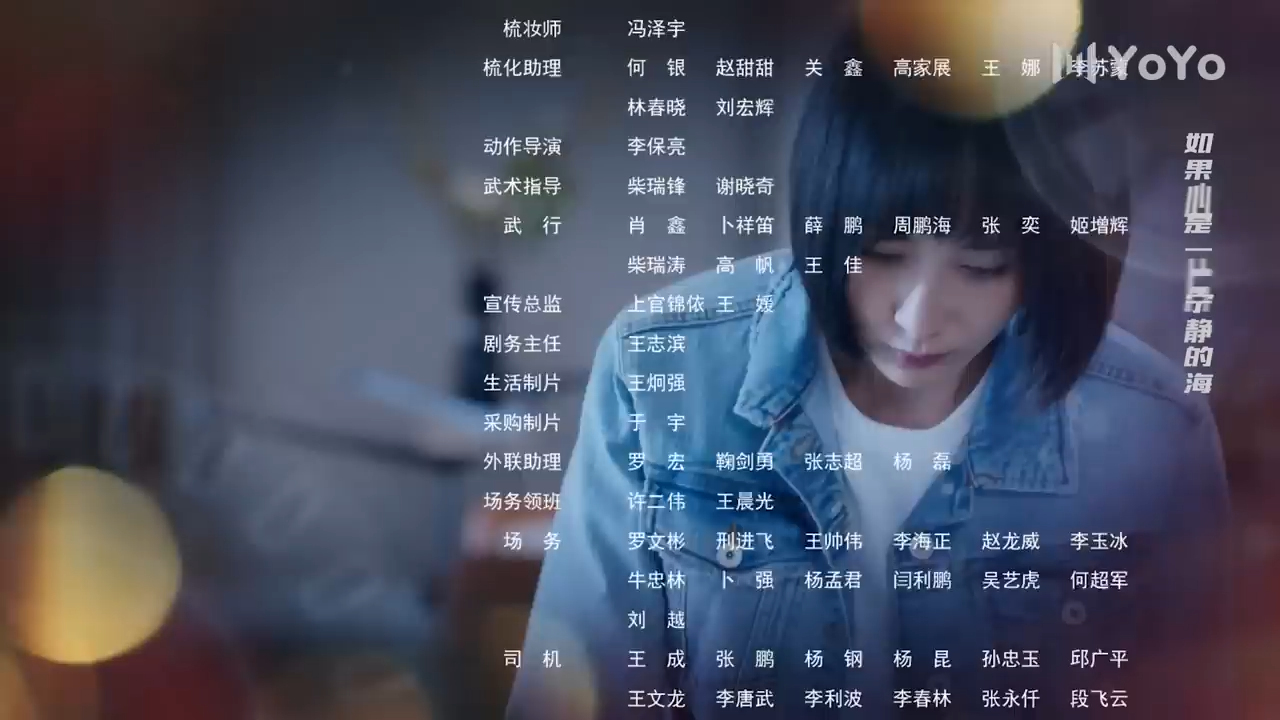 梳妆师 冯泽宇
梳化助理 何银 赵甜甜 关鑫 高家展 王娜 李苏蒙
林春晓 刘宏辉
动作导演 李保亮
武术指导 柴瑞锋 谢晓奇
武行 肖鑫 卜祥笛 薛鹏 周鹏海 张奕 姬增辉
柴瑞涛 高帆 王佳
宣传总监 上官锦依 王媛
剧务主任 王志滨
生活制片 王炯强
采购制片 于宇
外联助理 罗宏 鞠剑勇 张志超 杨磊
场务领班 许二伟 王晨光
场务 罗文彬 刑进飞 王帅伟 李海正 赵龙威 李玉冰
牛忠林 卜强 杨孟君 闫利鹏 吴艺虎 何超军
刘越
司机 王成 张鹏 杨钢 杨昆 孙忠玉 邱广平
王文龙 李唐武 李利波 李春林 张永仟 段飞云
YoYo
如果心是一片宁静的海